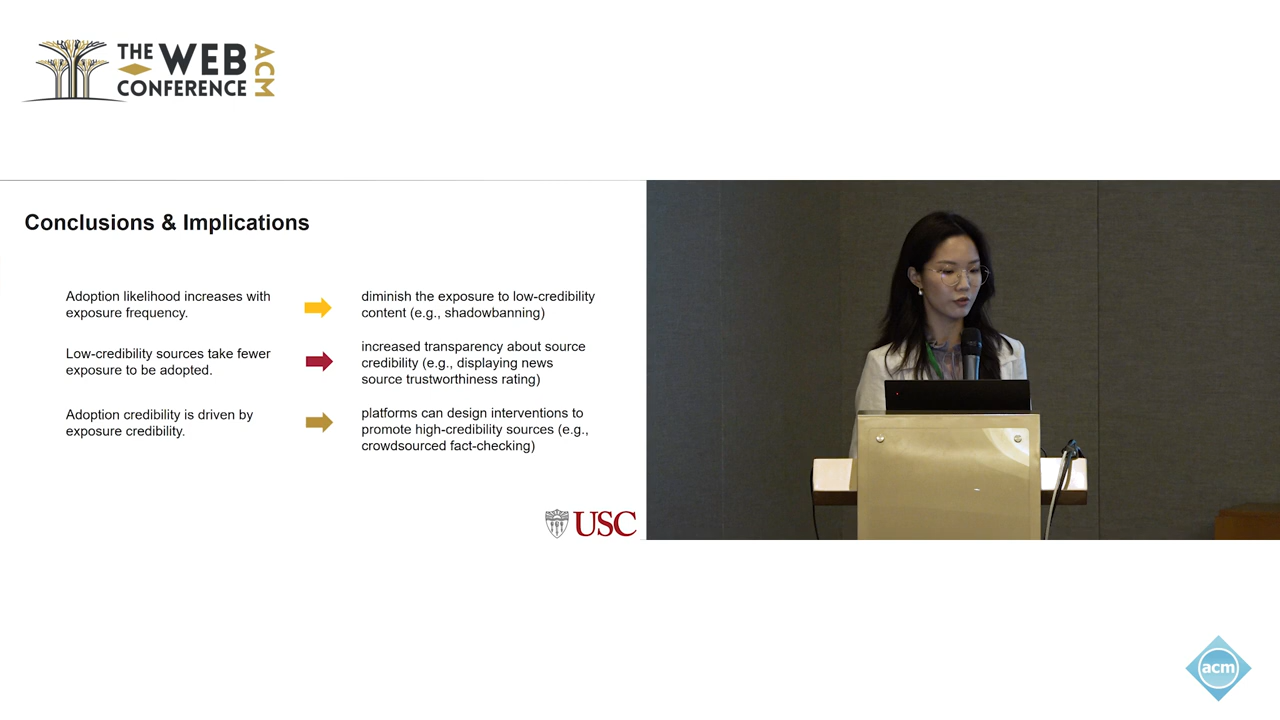 THE WEB
CONFERENCE
ACM
Conclusions & Implications
Adoption likelihood increases with
exposure frequency.
diminish the exposure to low-credibility
content (e.g., shadowbanning)
Low-credibility sources take fewer
exposure to be adopted.
increased transparency about source
credibility (e.g., displaying news
source trustworthiness rating)
Adoption credibility is driven by
exposure credibility.
platforms can design interventions to
promote high-credibility sources (e.g.,
crowdsourced fact-checking)
USC
acm